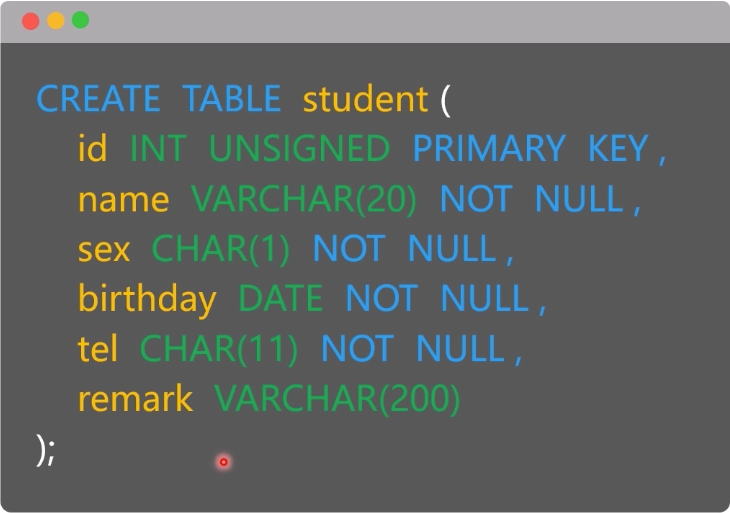 CREATE TABLE student (
id INT UNSIGNED PRIMARY KEY ,
name VARCHAR(20) NOT NULL ,
sex CHAR(1) NOT NULL ,
birthday DATE NOT NULL ,
tel CHAR(11) NOT NULL ,
remark VARCHAR(200)
);